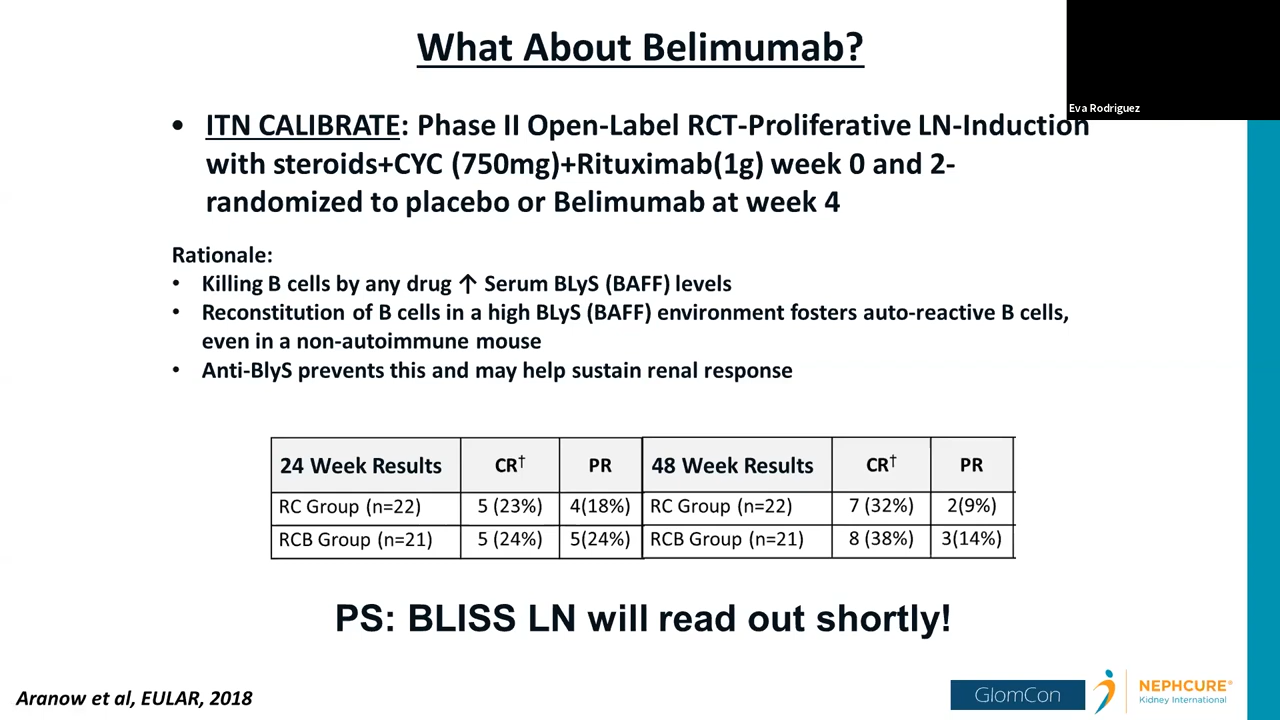 What About Belimumab?
Eva Rodriguez
• ITN CALIBRATE: Phase II Open-Label RCT-Proliferative LN-Induction
with steroids+CYC (750mg)+Rituximab(1g) week 0 and 2-
randomized to placebo or Belimumab at week 4
Rationale:
• Killing B cells by any drug ↑ Serum BLyS (BAFF) levels
• Reconstitution of B cells in a high BLyS (BAFF) environment fosters auto-reactive B cells,
even in a non-autoimmune mouse
• Anti-BlyS prevents this and may help sustain renal response
24 Week Results CR† PR 48 Week Results CR† PR
RC Group (n=22) 5 (23%) 4(18%) RC Group (n=22) 7 (32%) 2(9%)
RCB Group (n=21) 5 (24%) 5(24%) RCB Group (n=21) 8 (38%) 3(14%)
PS: BLISS LN will read out shortly!
Aranow et al, EULAR, 2018
GlomCon
NEPHCURE®
Kidney International